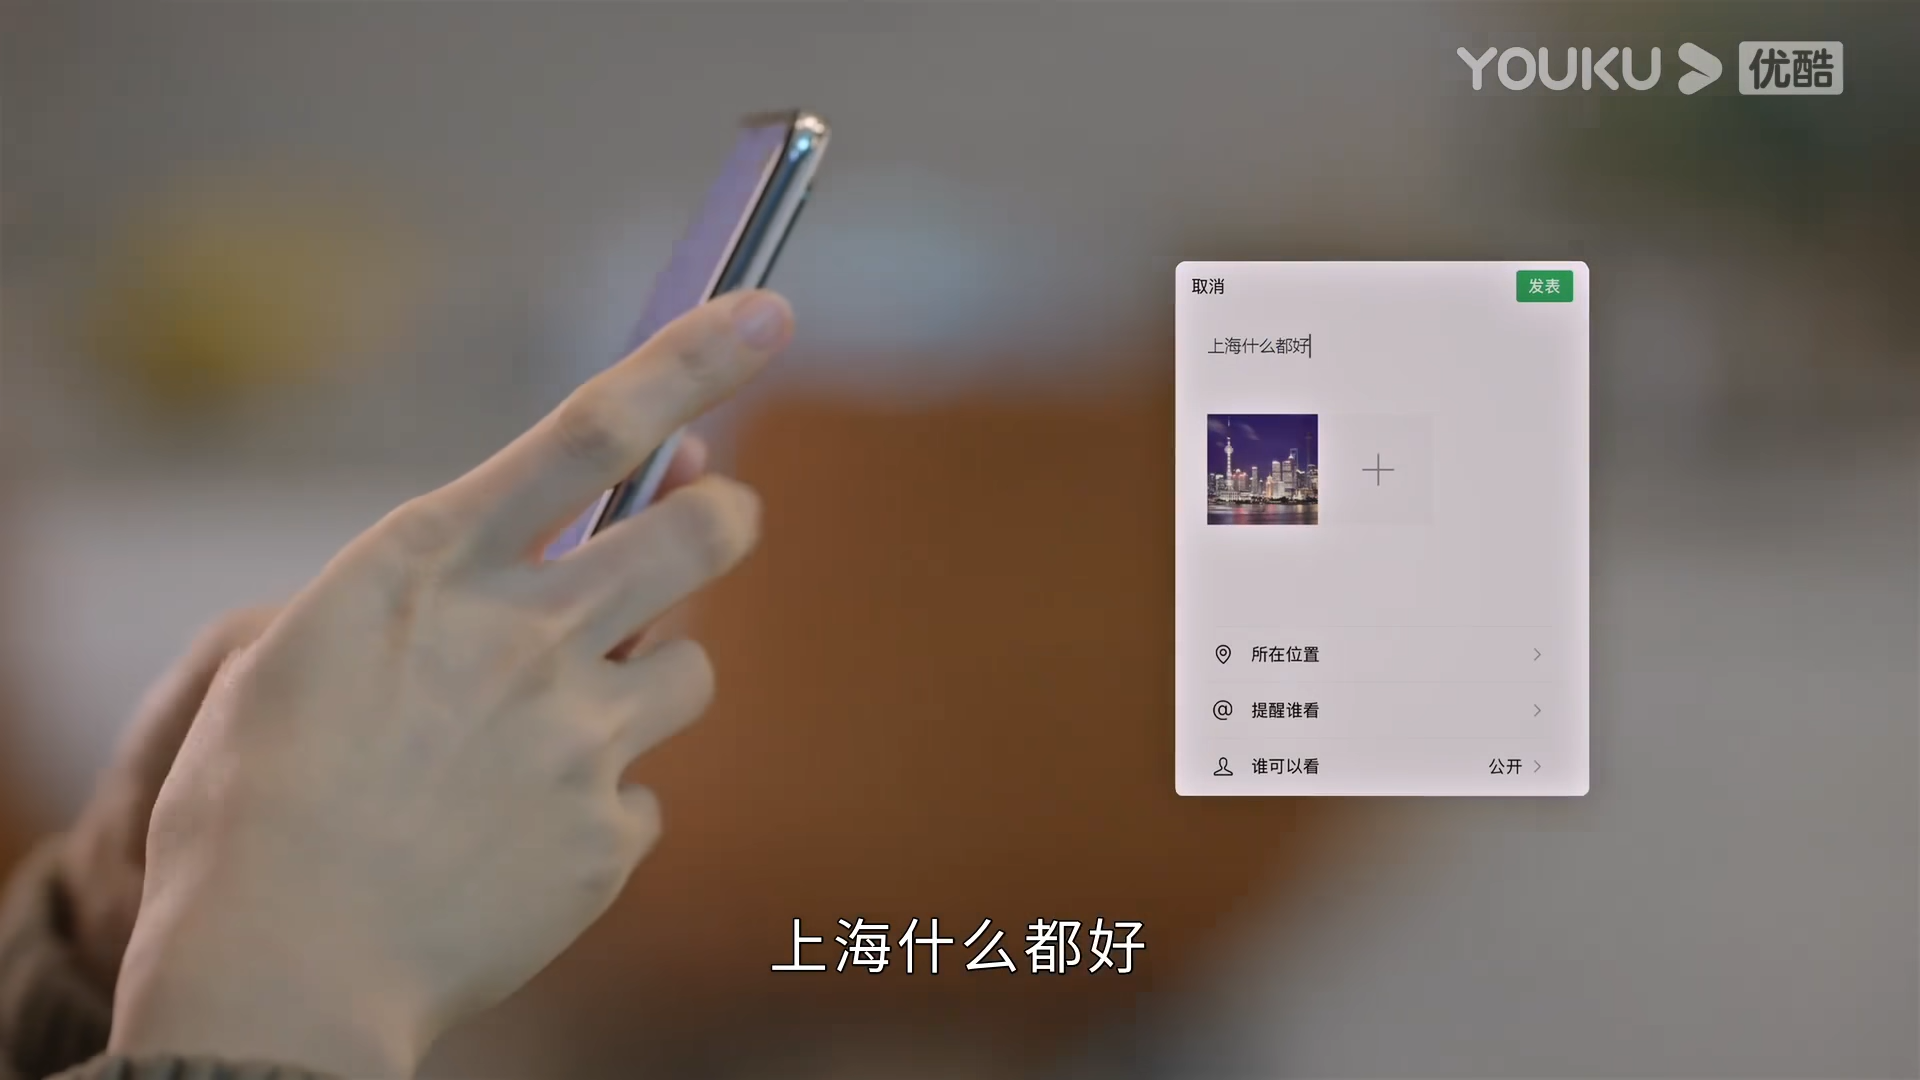 YOUKU 优酷
取消 发表
上海什么都好
所在位置
@ 提醒谁看
谁可以看 公开
上海什么都好